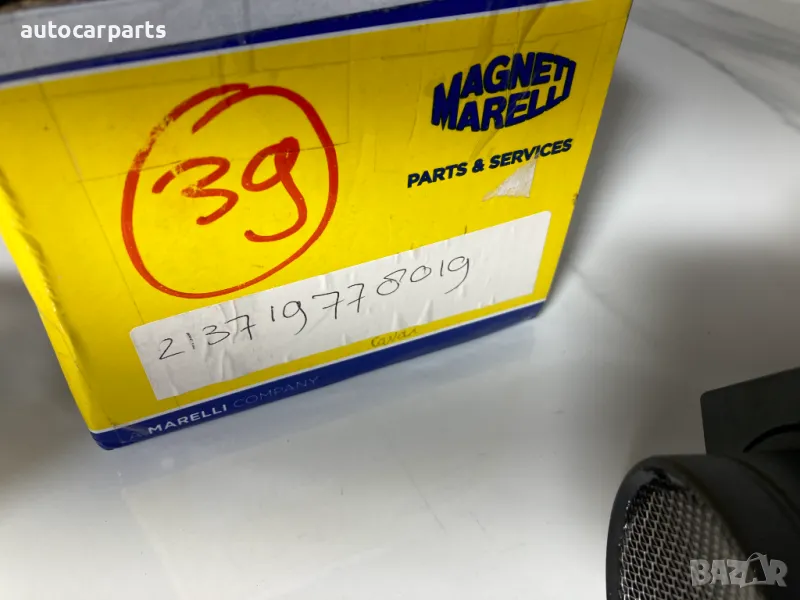 autocarparts
MAGNETI
MARELLI
PARTS & SERVICES
39
213719778019
A MARELLI COMPANY
BAZAR